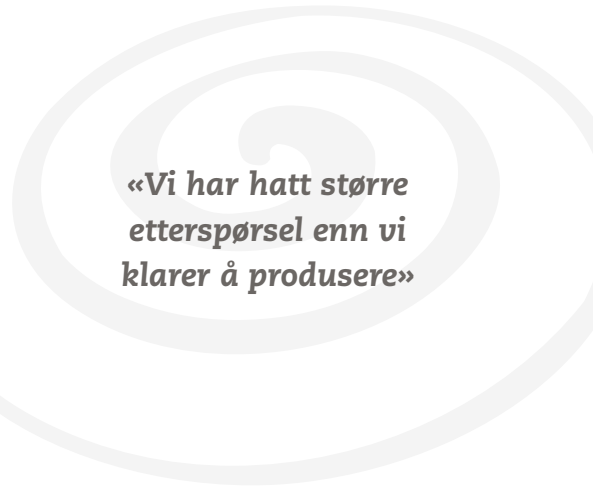 «Vi har hatt større
etterspørsel enn vi
klarer å produsere»